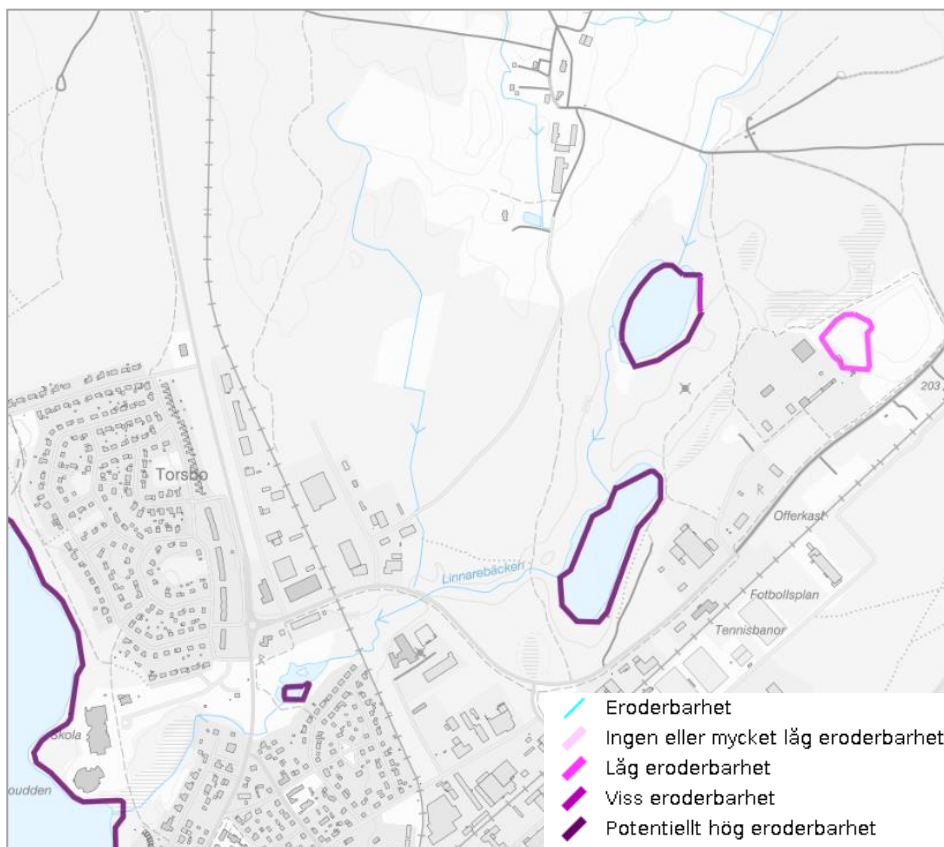 203
Torsbo
Offerkast
Linnarebäcken
Fotbollsplan
Tennisbanor
Skola
oudden
Eroderbarhet
Ingen eller mycket låg eroderbarhet
Låg eroderbarhet
Viss eroderbarhet
Potentiellt hög eroderbarhet